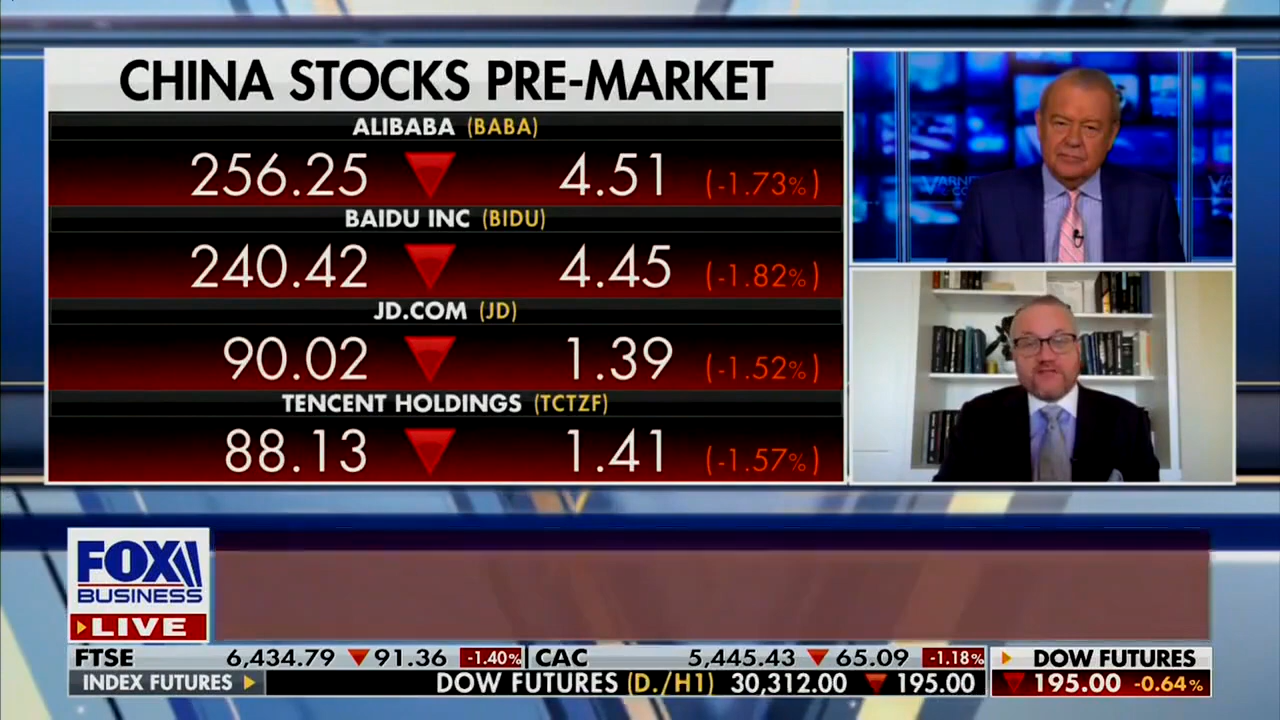 CHINA STOCKS PRE-MARKET
ALIBABA (BABA)
256.25 ▼ 4.51 (-1.73%)
BAIDU INC (BIDU)
240.42 ▼ 4.45 (-1.82%)
JD.COM (JD)
90.02 ▼ 1.39 (-1.52%)
TENCENT HOLDINGS (TCTZF)
88.13 ▼ 1.41 (-1.57%)
FOX
BUSINESS
LIVE
FTSE 6,434.79 ▼ 91.36 -1.40% CAC 5,445.43 ▼ 65.09 -1.18%
DOW FUTURES
INDEX FUTURES DOW FUTURES (D./H1) 30,312.00 ▼ 195.00
▼ 195.00 -0.64%